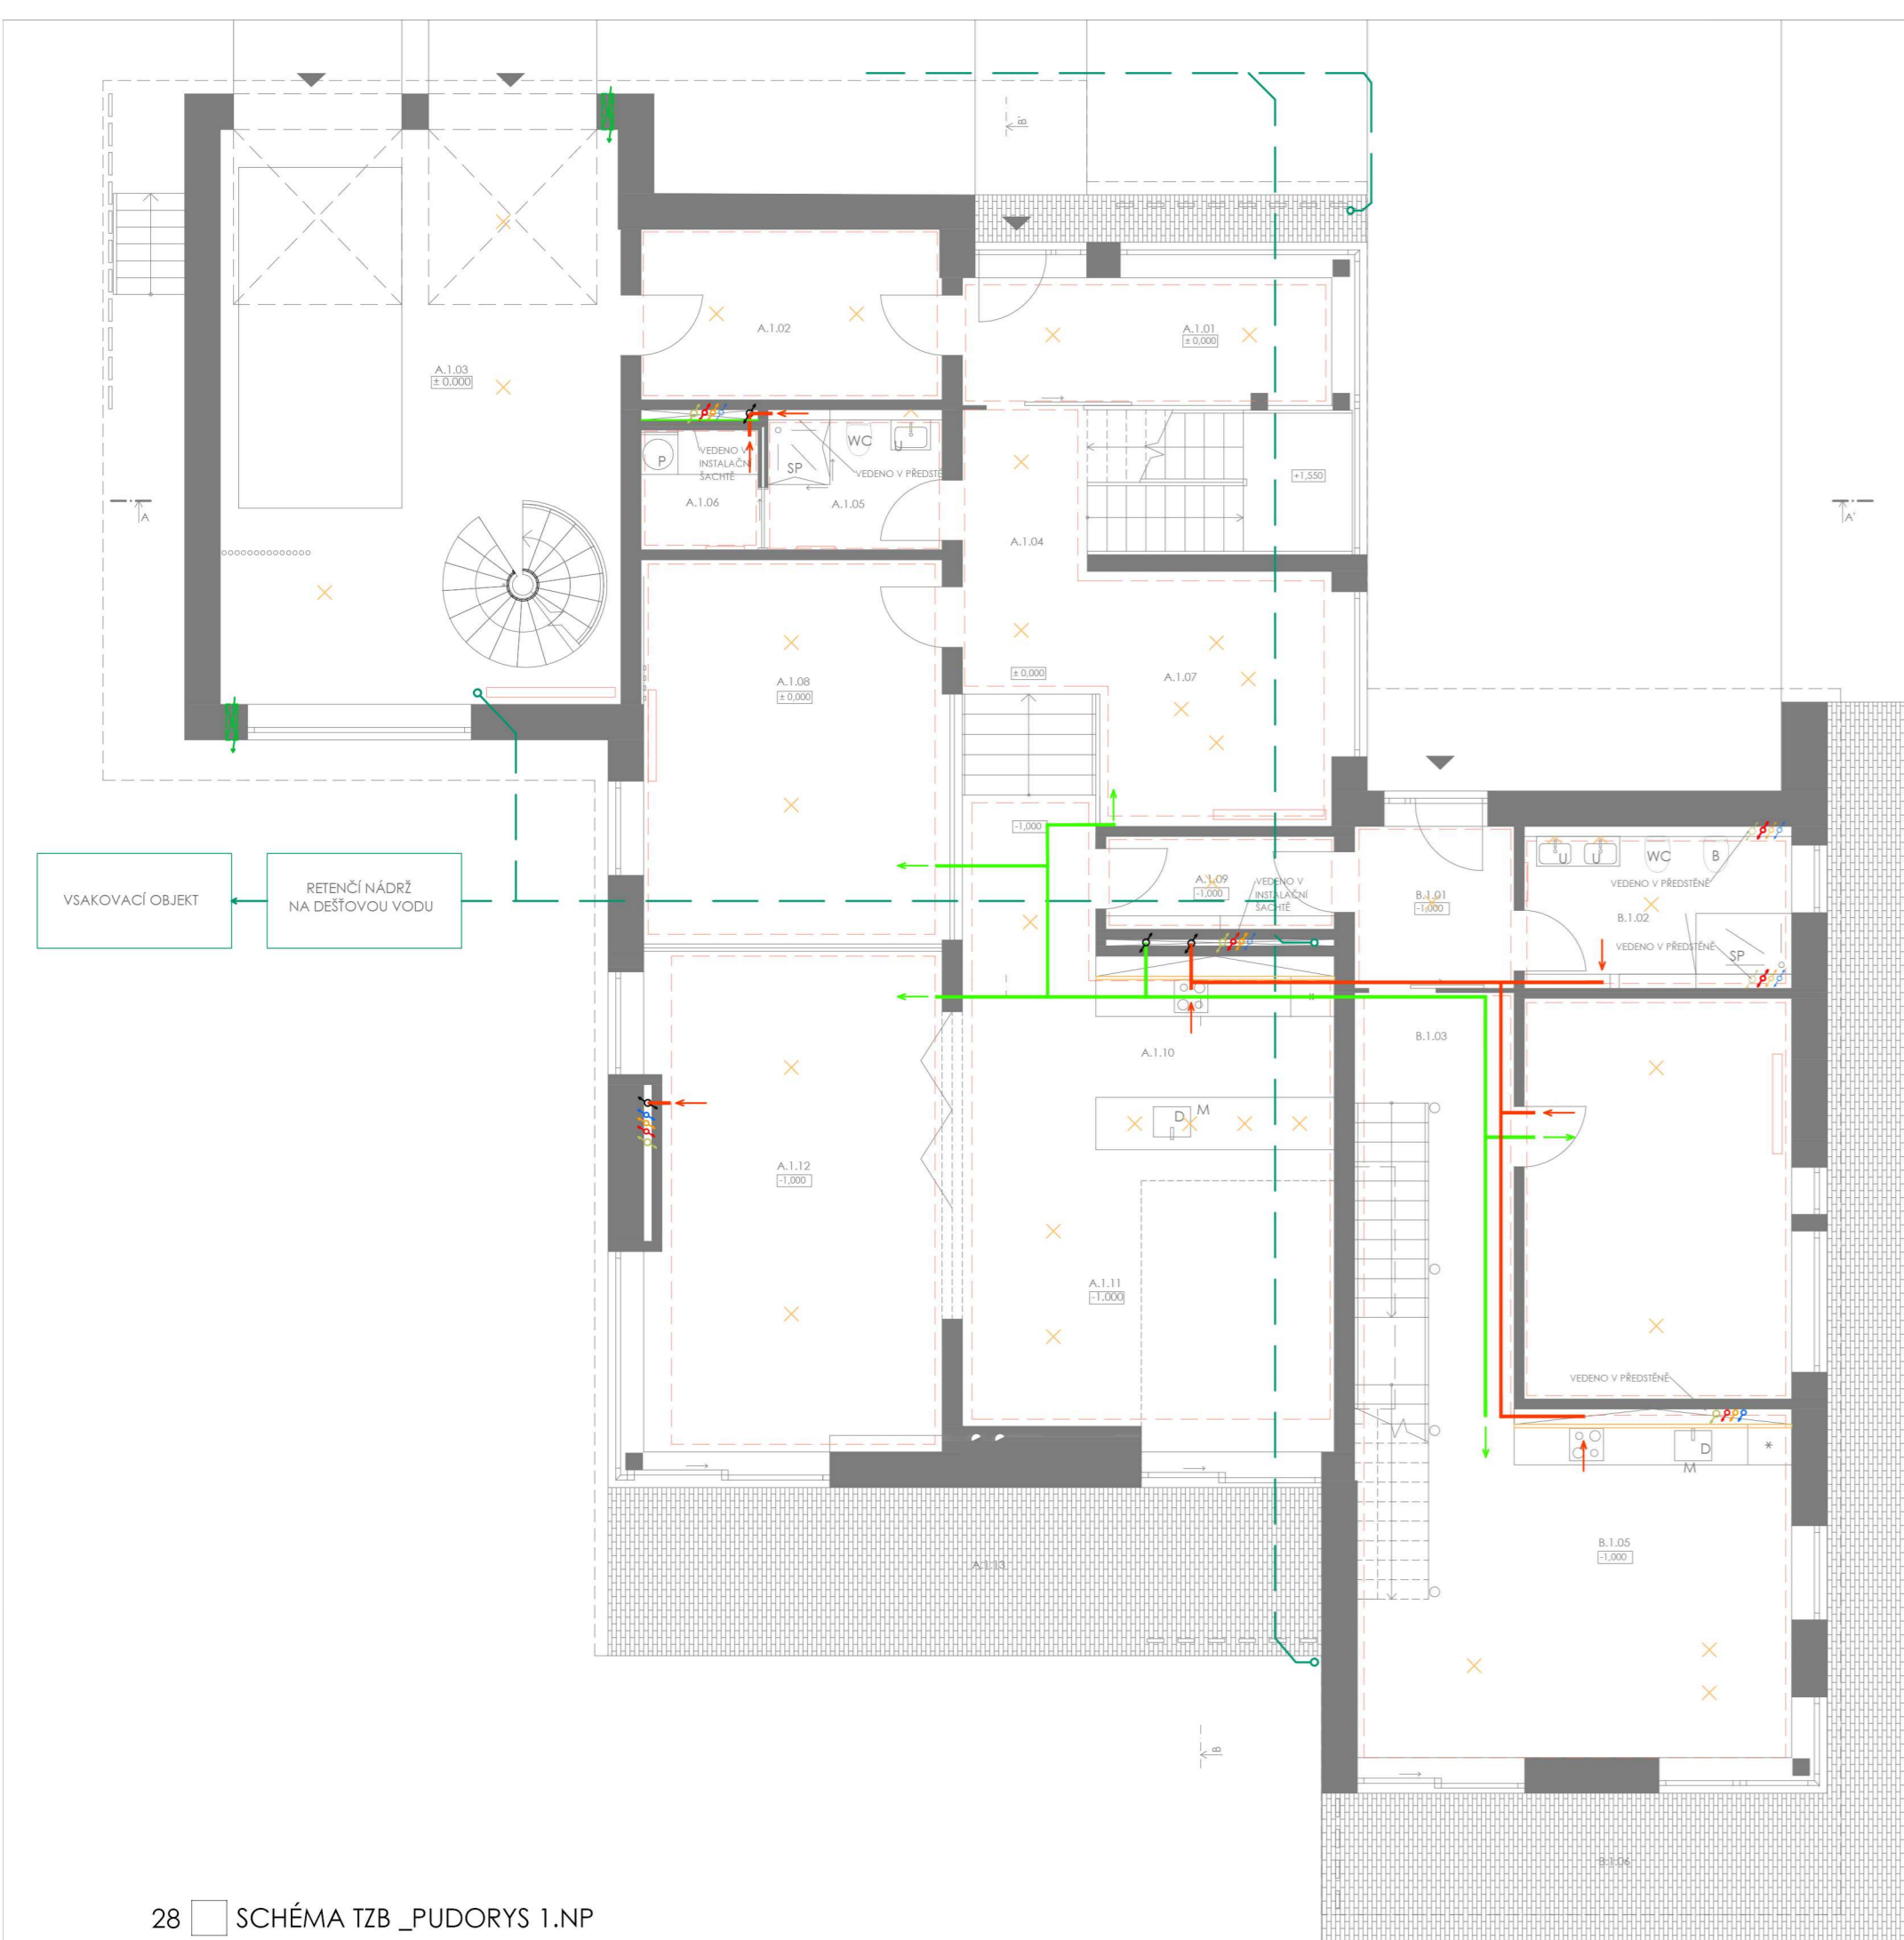 B'
A.1.02
A.1.01
± 0,000
A.1.03
± 0,000
WC
U
VEDENO V
INSTALAČN
ŠACHTĚ
P
SP
VEDENO V PŘEDSTĚ
+1,550
A.1.06
A.1.05
A
A'
A.1.04
± 0,000
A.1.07
A.1.08
± 0,000
-1,000
VSAKOVACÍ OBJEKT
RETENČÍ NÁDRŽ
NA DEŠŤOVOU VODU
A.1.09
-1,000
VEDENO V
INSTALAČNÍ
ŠACHTĚ
B.1.01
-1,000
U
U
WC
B
VEDENO V PŘEDSTĚNĚ
B.1.02
VEDENO V PŘEDSTĚNĚ
SP
*
B.1.03
A.1.10
D
M
A.1.12
-1,000
A.1.11
-1.000
VEDENO V PŘEDSTĚNĚ
D
*
M
B.1.05
-1,000
A.1.13
B
B.1.06
28 SCHÉMA TZB _PUDORYS 1.NP